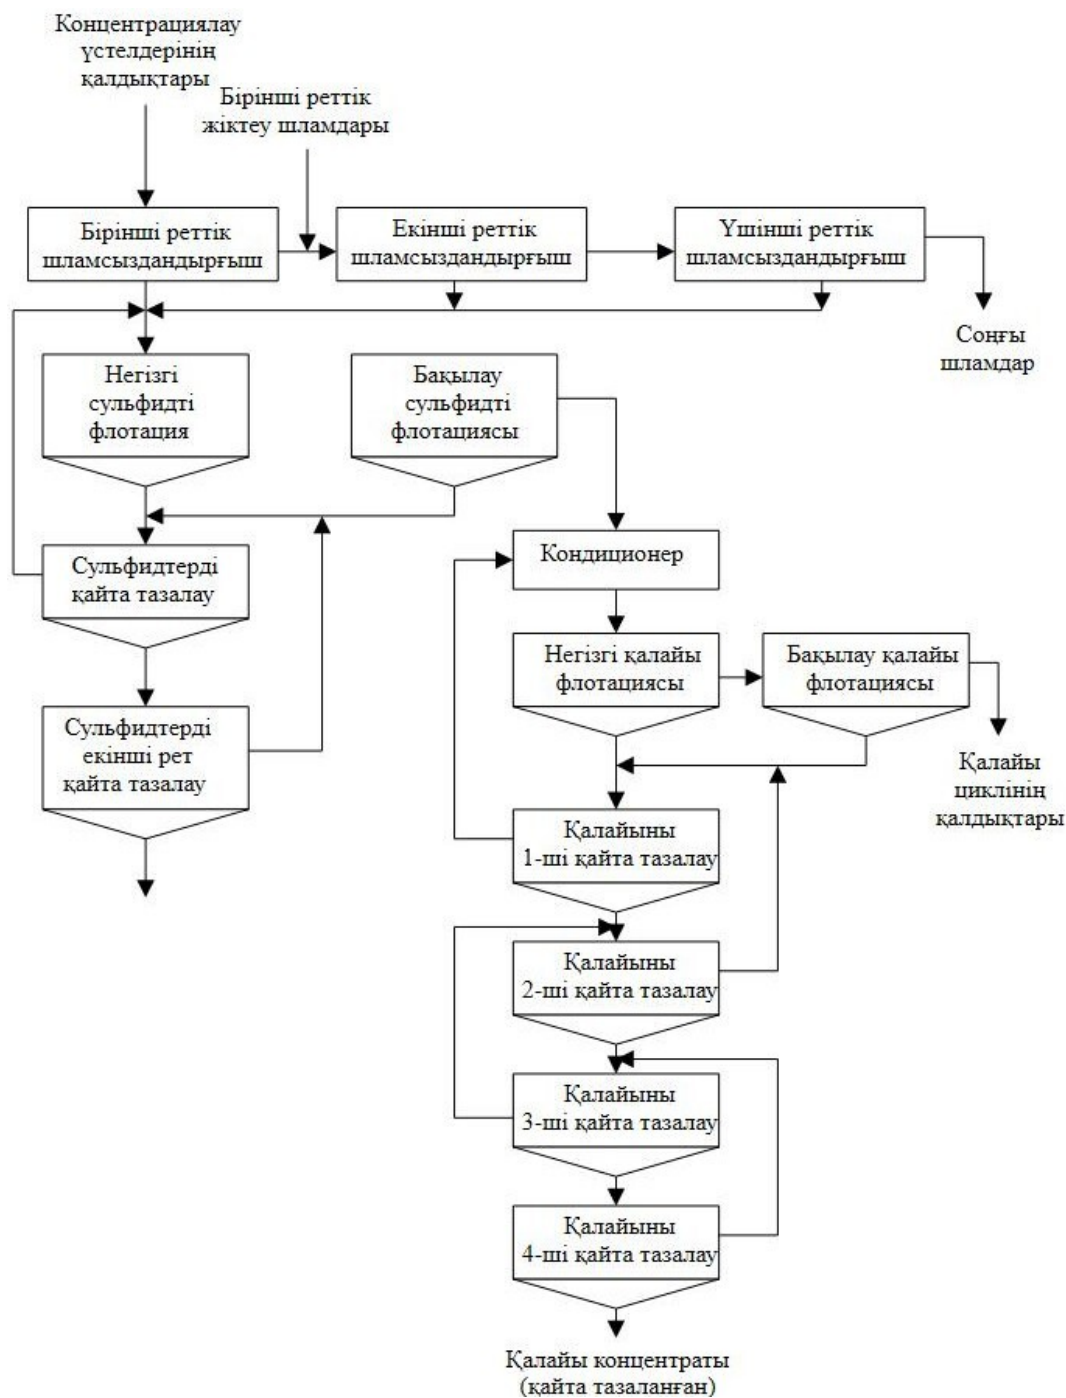 Концентрациялау
үстелдерінің
қалдықтары
Бірінші реттік
жіктеу шламдары
Бірінші реттік
шламсыздандырғыш
Екінші реттік
шламсыздандырғыш
Үшінші реттік
шламсыздандырғыш
Соңғы
шламдар
Негізгі
сульфидті
флотация
Бақылау
сульфидті
флотациясы
Сульфидтерді
қайта тазалау
Кондиционер
Негізгі қалайы
флотациясы
Бақылау қалайы
флотациясы
Сульфидтерді
екінші рет
қайта тазалау
Қалайы
циклінің
қалдықтары
Қалайыны
1-ші қайта тазалау
Қалайыны
2-ші қайта тазалау
Қалайыны
3-ші қайта тазалау
Қалайыны
4-ші қайта тазалау
Қалайы концентраты
(қайта тазаланған)